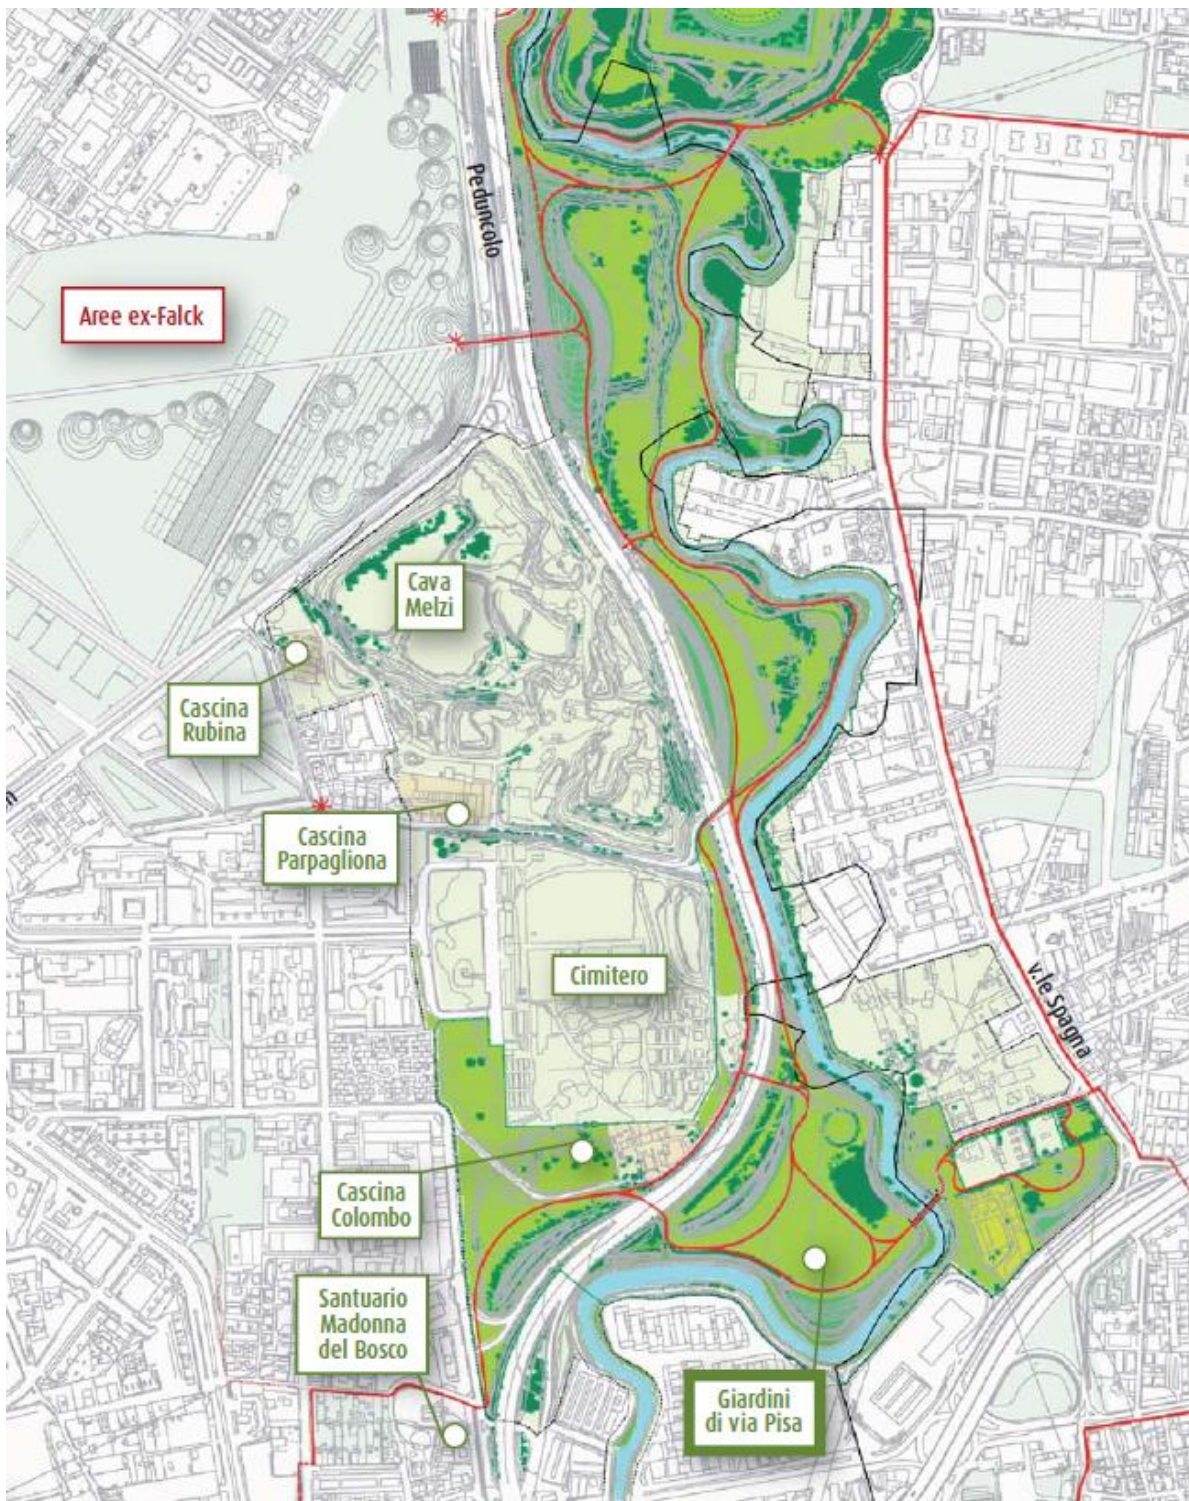 Peduncolo
Aree ex-Falck
Cava
Melzi
Cascina
Rubina
Cascina
Parpagliona
Cimitero
v.le Spagna
Cascina
Colombo
Santuario
Madonna
del Bosco
Giardini
di via Pisa